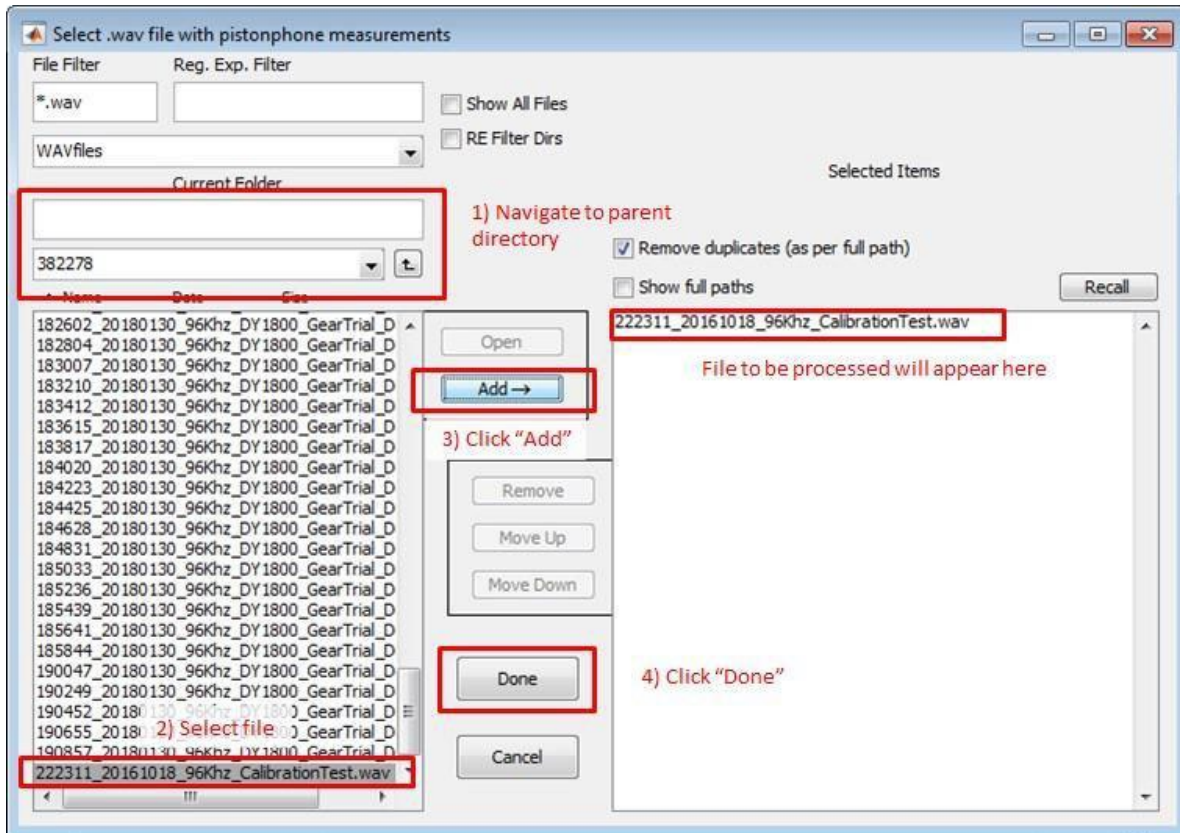 Select .wav file with pistonphone measurements
File Filter
Reg. Exp. Filter
*.wav
Show All Files
RE Filter Dirs
WAVfiles
Selected Items
Current Folder
1) Navigate to parent
directory
Remove duplicates (as per full path)
382278
Show full paths
Recall
Name Date Size
182602_20180130_96Khz_DY1800_GearTrial_D
182804_20180130_96Khz_DY1800_GearTrial_D
183007_20180130_96Khz_DY1800_GearTrial_D
183210_20180130_96Khz_DY1800_GearTrial_D
183412_20180130_96Khz_DY1800_GearTrial_D
183615_20180130_96Khz_DY1800_GearTrial_D
183817_20180130_96Khz_DY1800_GearTrial_D
184020_20180130_96Khz_DY1800_GearTrial_D
184223_20180130_96Khz_DY1800_GearTrial_D
184425_20180130_96Khz_DY1800_GearTrial_D
184628_20180130_96Khz_DY1800_GearTrial_D
184831_20180130_96Khz_DY1800_GearTrial_D
185033_20180130_96Khz_DY1800_GearTrial_D
185236_20180130_96Khz_DY1800_GearTrial_D
185439_20180130_96Khz_DY1800_GearTrial_D
185641_20180130_96Khz_DY1800_GearTrial_D
185844_20180130_96Khz_DY1800_GearTrial_D
190047_20180130_96Khz_DY1800_GearTrial_D
190249_20180130_96Khz_DY1800_GearTrial_D
190452_20180130_96Khz_DY1800_GearTrial_D
2) Select file
190857_20180130_96Khz_DY1800_GearTrial_D
222311_20161018_96Khz_CalibrationTest.wav
Open
Add →
3) Click "Add"
Remove
Move Up
Move Down
Done
Cancel
222311_20161018_96Khz_CalibrationTest.wav
File to be processed will appear here
4) Click "Done"